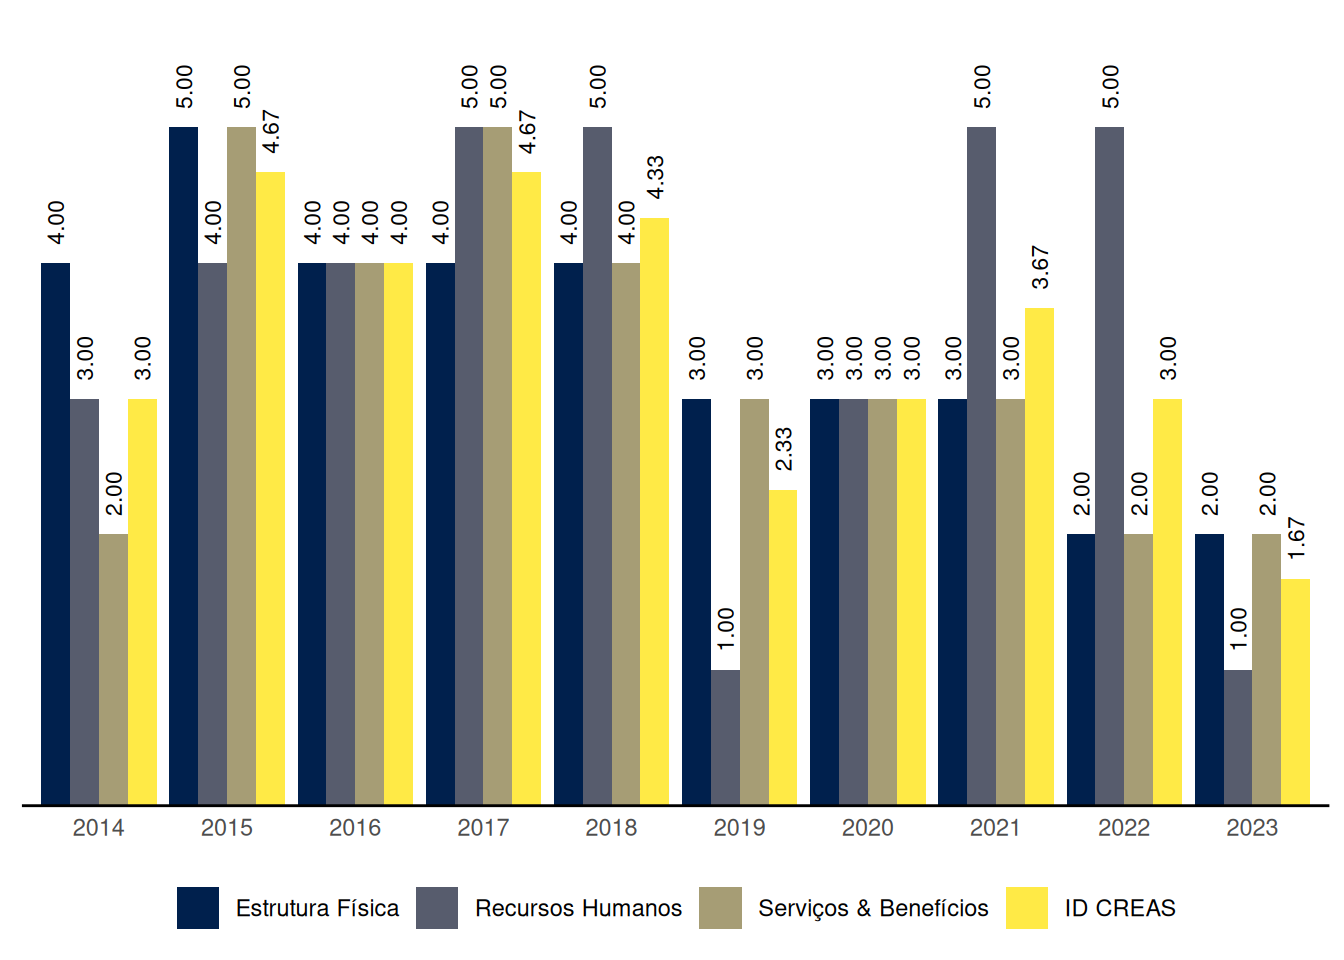 4.00 3.00 2.00 3.00
5.00 4.00 5.00 4.67
4.00 4.00 4.00 4.00
4.00 5.00 5.00 4.67
4.00 5.00 4.00 4.33
3.00 1.00 3.00 2.33
3.00 3.00 3.00 3.00
3.00 5.00 3.00 3.67
2.00 5.00 2.00 3.00
2.00 1.00 2.00 1.67
2014 2015 2016 2017 2018 2019 2020 2021 2022 2023
Estrutura Física Recursos Humanos Serviços & Benefícios ID CREAS